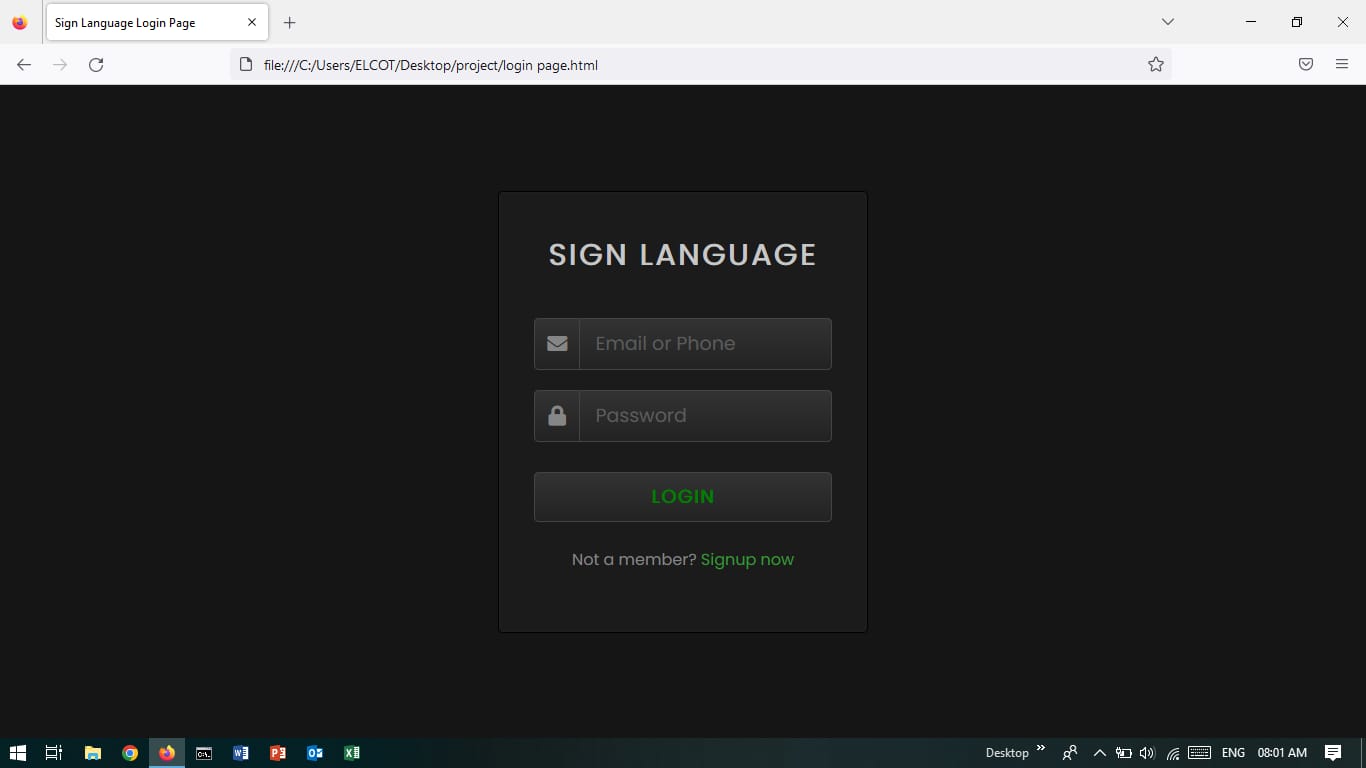 Sign Language Login Page
file:///C:/Users/ELCOT/Desktop/project/login page.html
SIGN LANGUAGE
Email or Phone
Password
LOGIN
Not a member? Signup now
Desktop » ENG 08:01 AM